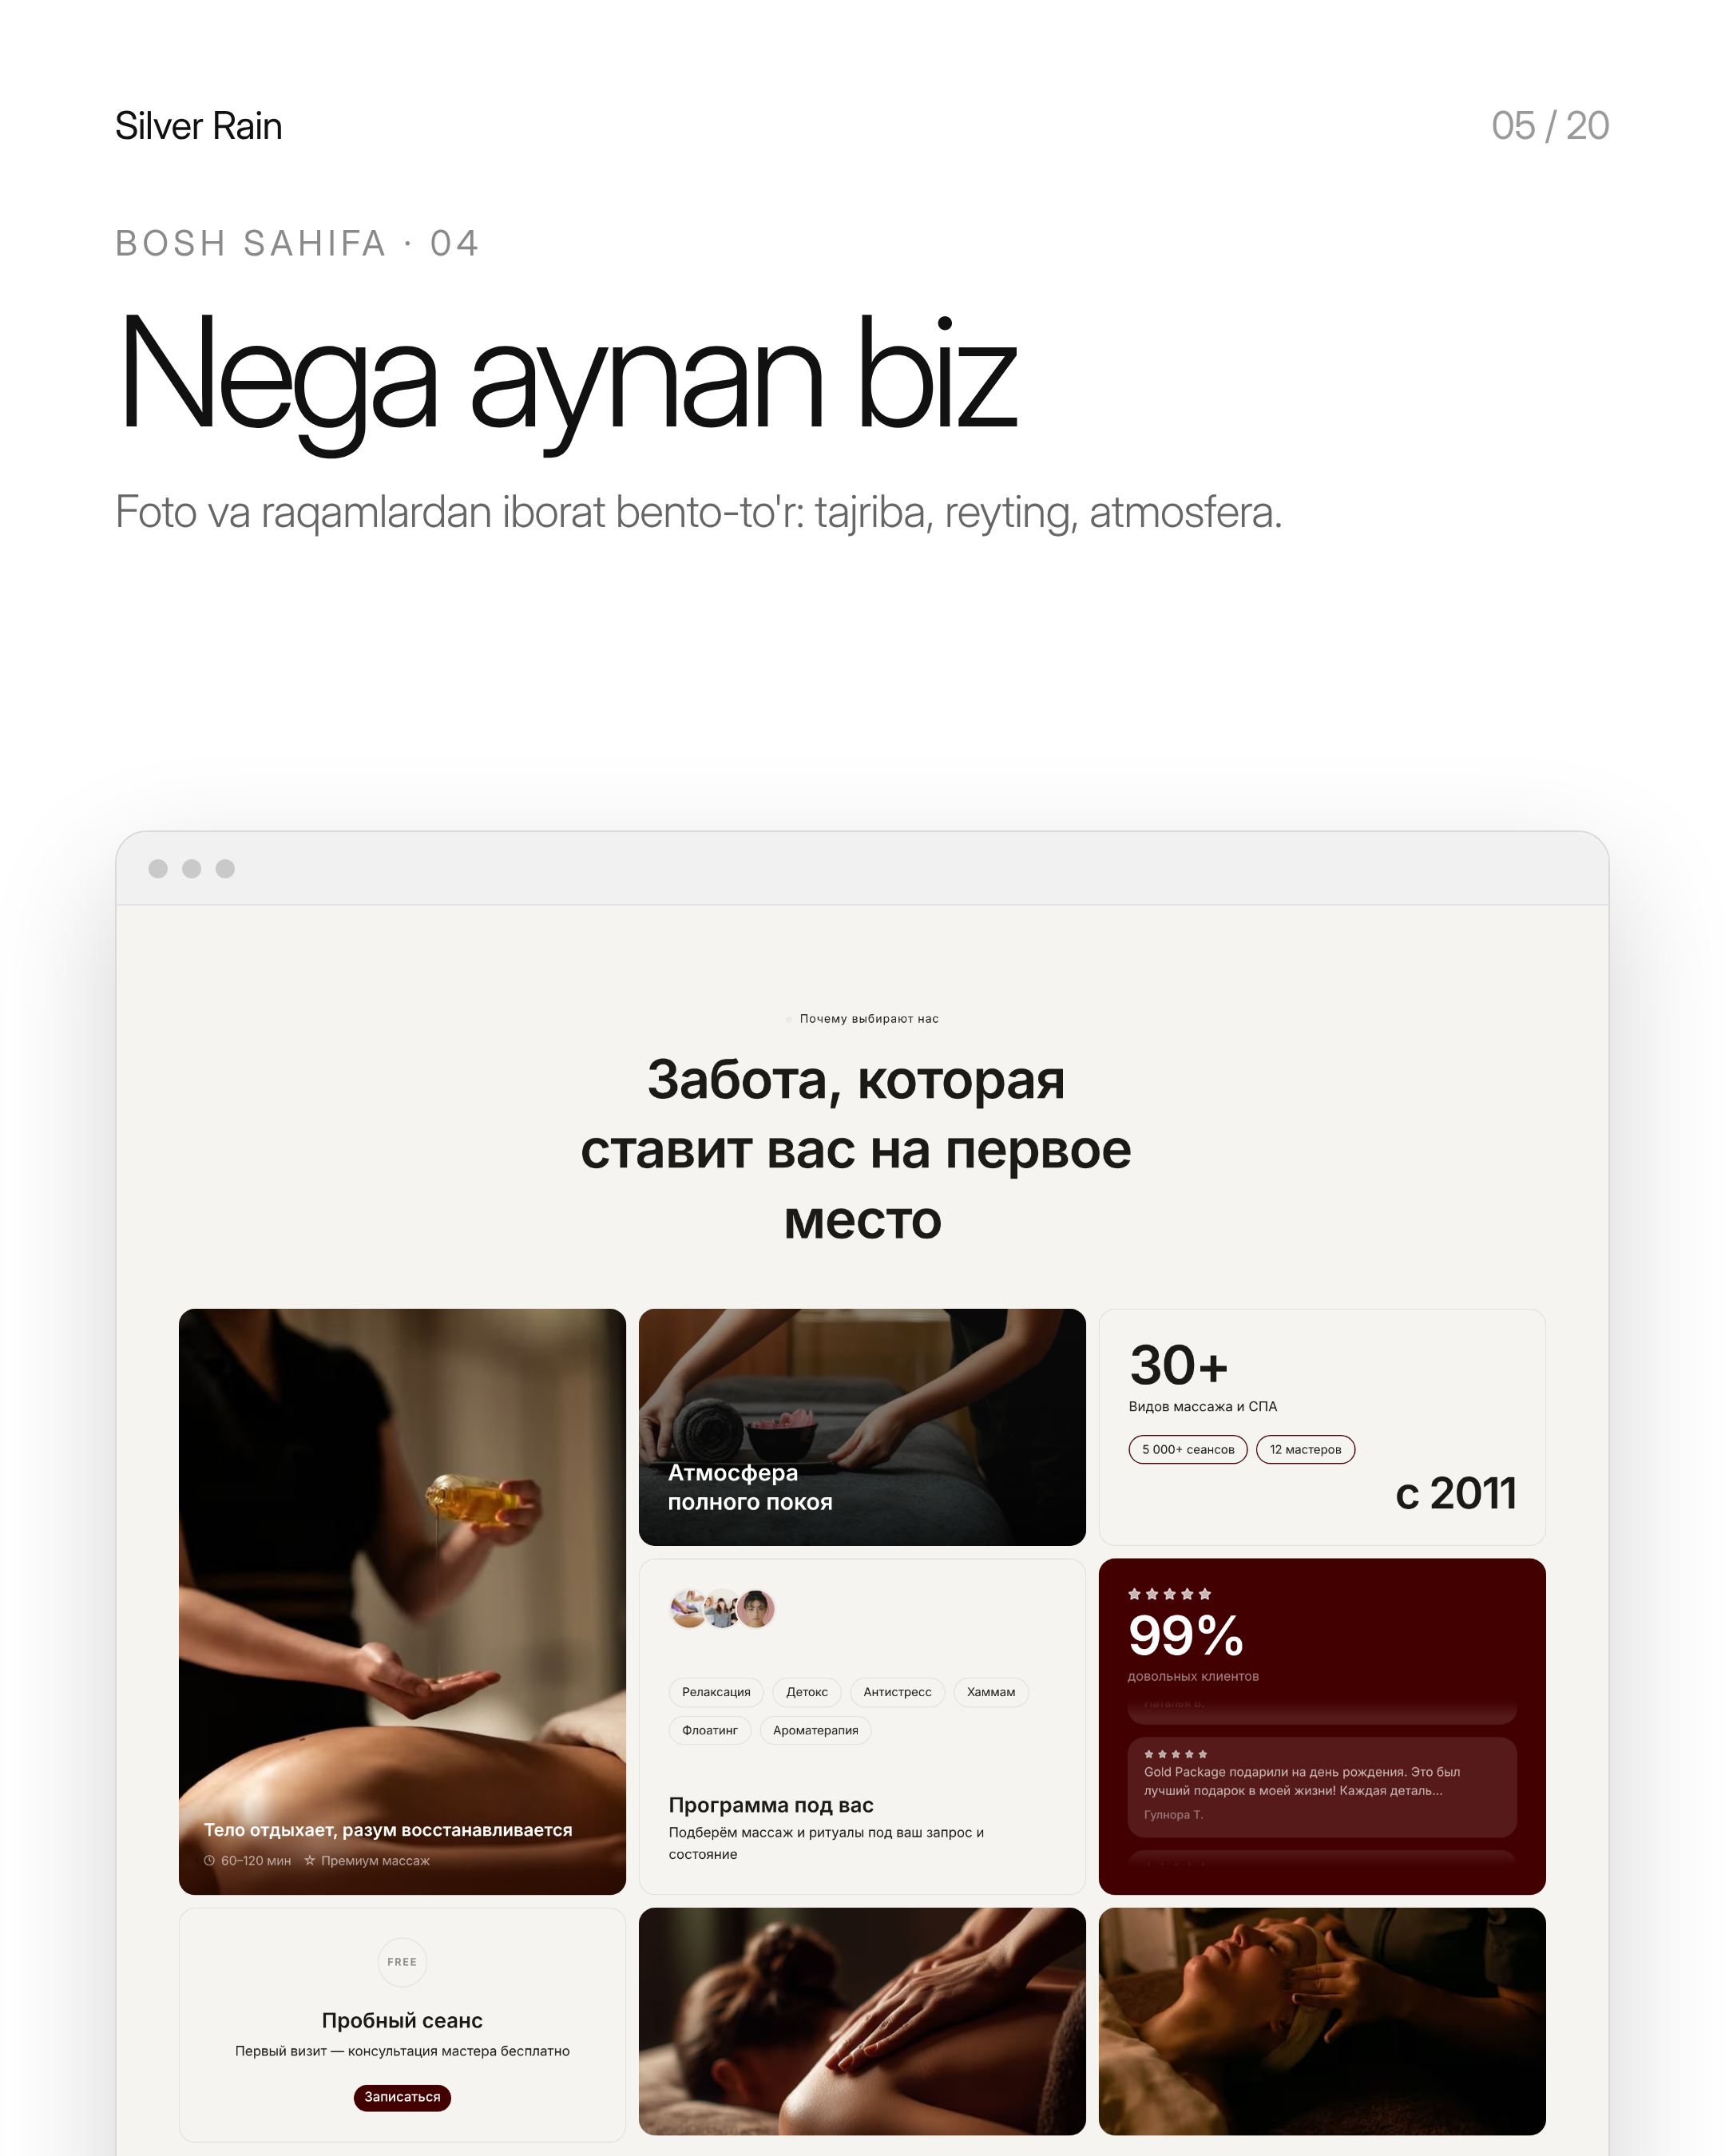 Silver Rain
05 / 20
BOSH SAHIFA · 04
Nega aynan biz
Foto va raqamlardan iborat bento-to'r: tajriba, reyting, atmosfera.
Почему выбирают нас
Забота, которая
ставит вас на первое
место
Атмосфера
полного покоя
30+
Видов массажа и СПА
5 000+ сеансов
12 мастеров
с 2011
Тело отдыхает, разум восстанавливается
60–120 мин
Премиум массаж
Релаксация
Детокс
Антистресс
Хаммам
Флоатинг
Ароматерапия
Программа под вас
Подберём массаж и ритуалы под ваш запрос и
состояние
99%
довольных клиентов
Gold Package подарили на день рождения. Это был
лучший подарок в моей жизни! Каждая деталь...
Гулнора Т.
FREE
Пробный сеанс
Первый визит — консультация мастера бесплатно
Записаться